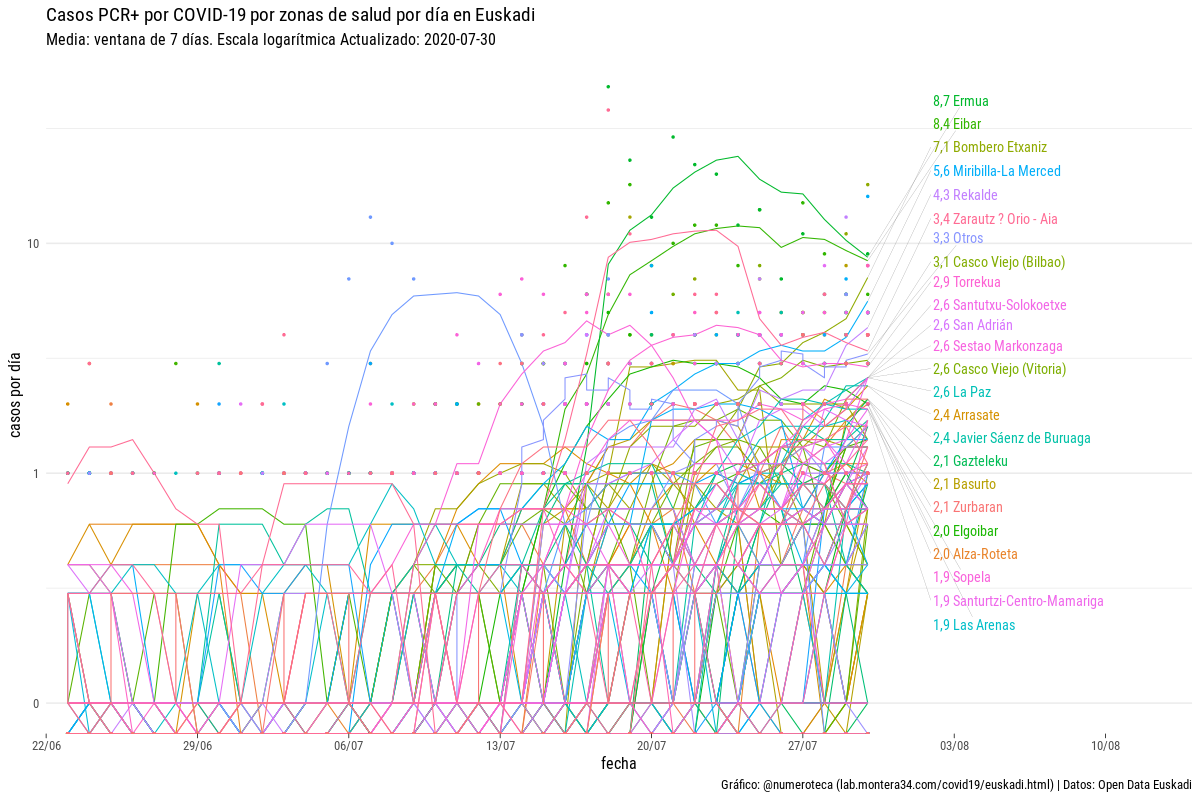 Casos PCR+ por COVID-19 por zonas de salud por día en Euskadi
Media: ventana de 7 días. Escala logarítmica Actualizado: 2020-07-30
8,7 Ermua
8,4 Eibar
7,1 Bombero Etxaniz
5,6 Miribilla-La Merced
4,3 Rekalde
3,4 Zarautz ? Orio - Aia
3,3 Otros
3,1 Casco Viejo (Bilbao)
2,9 Torrekua
2,6 Santutxu-Solokoetxe
2,6 San Adrián
2,6 Sestao Markonzaga
2,6 Casco Viejo (Vitoria)
2,6 La Paz
2,4 Arrasate
2,4 Javier Sáenz de Buruaga
2,1 Gazteleku
2,1 Basurto
2,1 Zurbaran
2,0 Elgoibar
2,0 Alza-Roteta
1,9 Sopela
1,9 Santurtzi-Centro-Mamariga
1,9 Las Arenas
casos por día
10
1
0
22/06
29/06
06/07
13/07
20/07
27/07
03/08
10/08
fecha
Gráfico: @numeroteca (lab.montera34.com/covid19/euskadi.html) | Datos: Open Data Euskadi